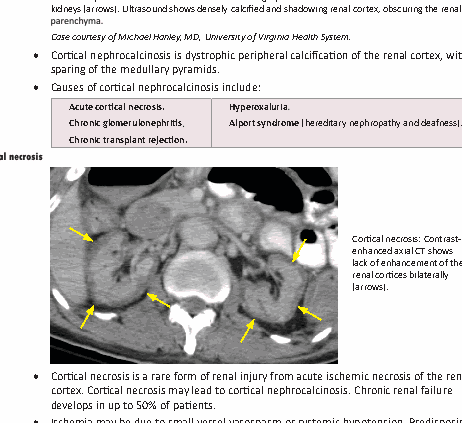 kidneys (arrows). Ultrasound shows densely calcified and shadowing renal cortex, obscuring the renal
parenchyma.
Case courtesy of Michael Hanley, MD, University of Virginia Health System.
• Cortical nephrocalcinosis is dystrophic peripheral calcification of the renal cortex, wit
sparing of the medullary pyramids.
• Causes of cortical nephrocalcinosis include:
Acute cortical necrosis.
Chronic glomerulonephritis.
Chronic transplant rejection.
Hyperoxaluria.
Alport syndrome (hereditary nephropathy and deafness).
al necrosis
Cortical necrosis: Contrast-
enhanced axial CT shows
lack of enhancement of the
renal cortices bilaterally
(arrows).
• Cortical necrosis is a rare form of renal injury from acute ischemic necrosis of the ren
cortex. Cortical necrosis may lead to cortical nephrocalcinosis. Chronic renal failure
develops in up to 50% of patients.
• Ischemia may be due to small vessel vasospasm or systemic hypotension. Predisposin